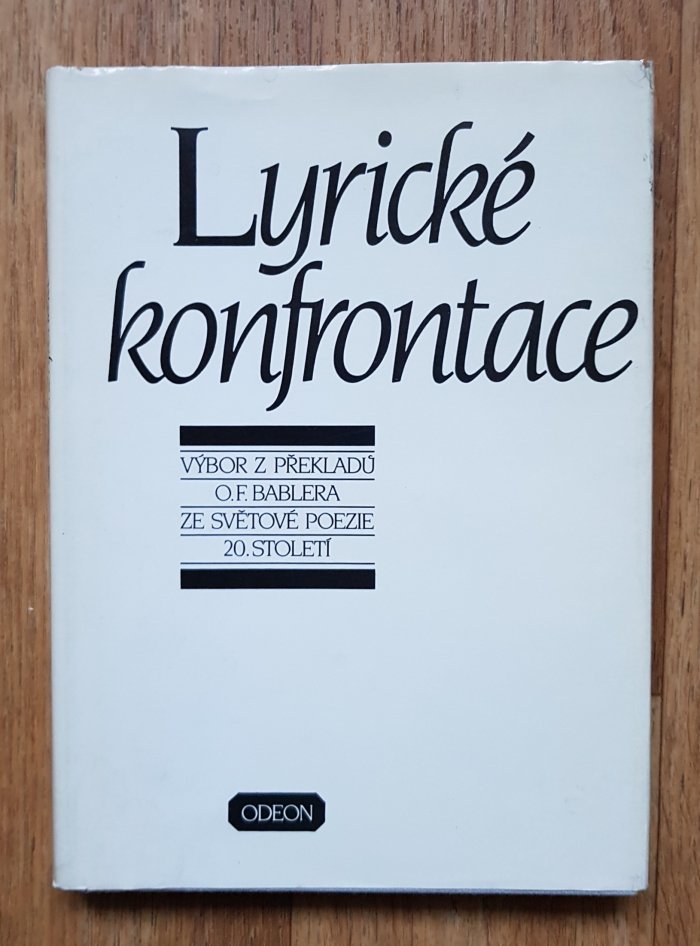 Lyrické
konfrontace
VÝBOR Z PŘEKLADŮ
O.F. BABLERA
ZE SVĚTOVÉ POEZIE
20. STOLETÍ
ODEON